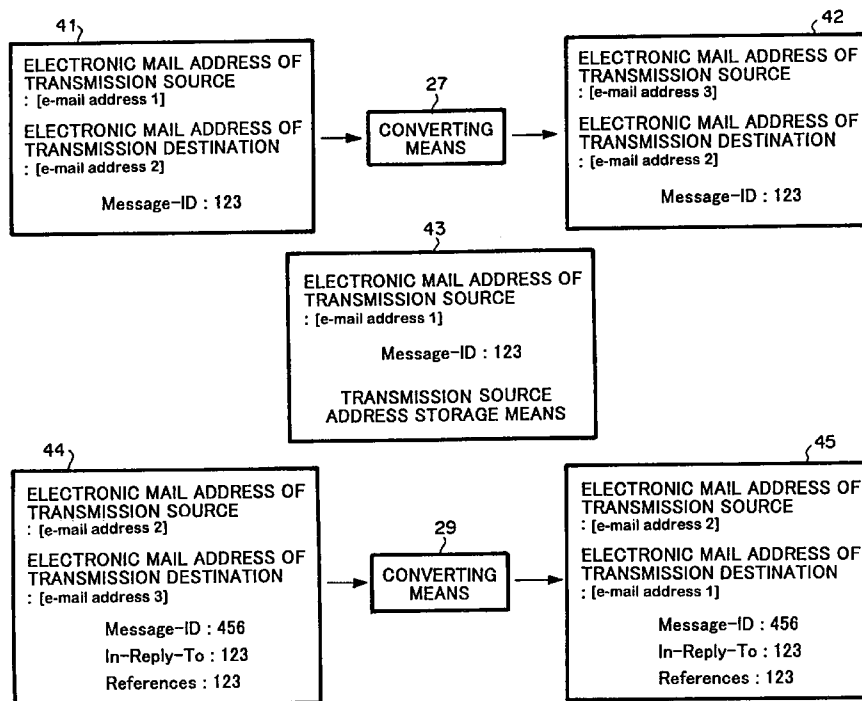 41
ELECTRONIC MAIL ADDRESS OF
TRANSMISSION SOURCE
: [e-mail address 1]
ELECTRONIC MAIL ADDRESS OF
TRANSMISSION DESTINATION
: [e-mail address 2]
Message-ID : 123
27
CONVERTING
MEANS
42
ELECTRONIC MAIL ADDRESS OF
TRANSMISSION SOURCE
: [e-mail address 3]
ELECTRONIC MAIL ADDRESS OF
TRANSMISSION DESTINATION
: [e-mail address 2]
Message-ID : 123
43
ELECTRONIC MAIL ADDRESS OF
TRANSMISSION SOURCE
: [e-mail address 1]
Message-ID : 123
TRANSMISSION SOURCE
ADDRESS STORAGE MEANS
44
ELECTRONIC MAIL ADDRESS OF
TRANSMISSION SOURCE
: [e-mail address 2]
ELECTRONIC MAIL ADDRESS OF
TRANSMISSION DESTINATION
: [e-mail address 3]
Message-ID : 456
In-Reply-To : 123
References : 123
29
CONVERTING
MEANS
45
ELECTRONIC MAIL ADDRESS OF
TRANSMISSION SOURCE
: [e-mail address 2]
ELECTRONIC MAIL ADDRESS OF
TRANSMISSION DESTINATION
: [e-mail address 1]
Message-ID : 456
In-Reply-To : 123
References : 123